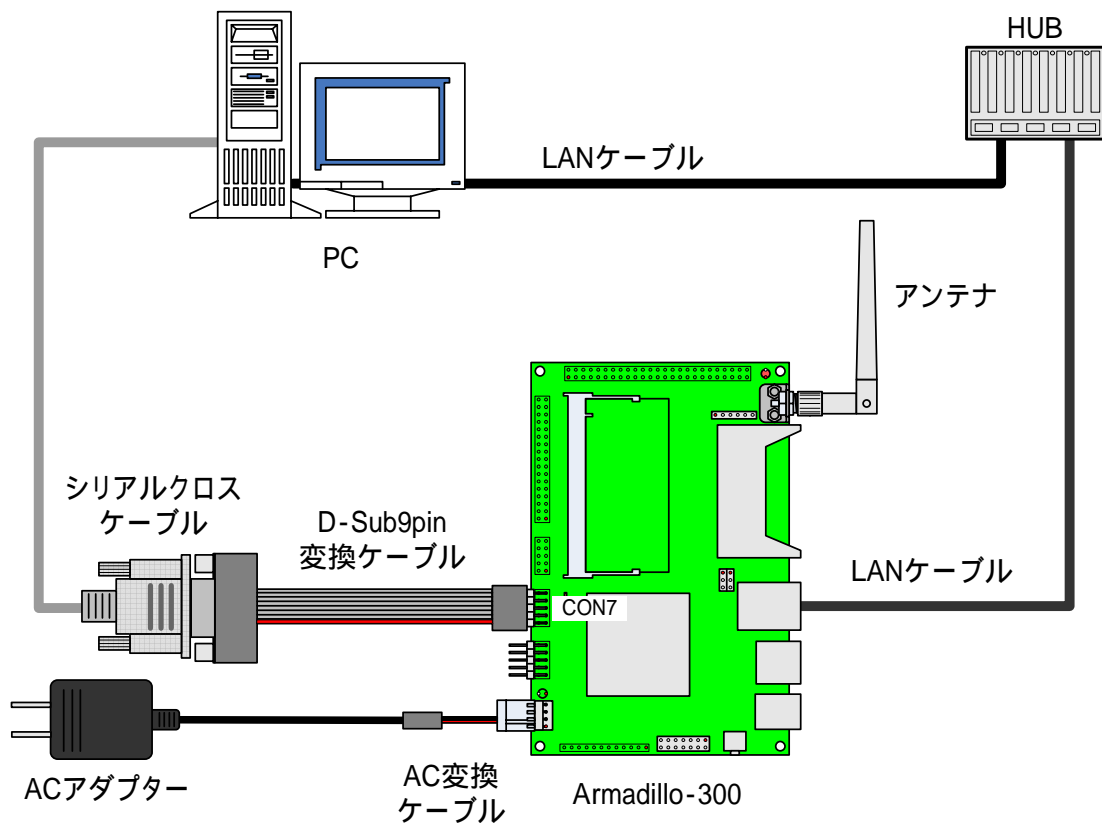 HUB
LANケーブル
PC
アンテナ
シリアルクロス
ケーブル
D-Sub9pin
変換ケーブル
LANケーブル
CON7
ACアダプター
AC変換
ケーブル
Armadillo-300